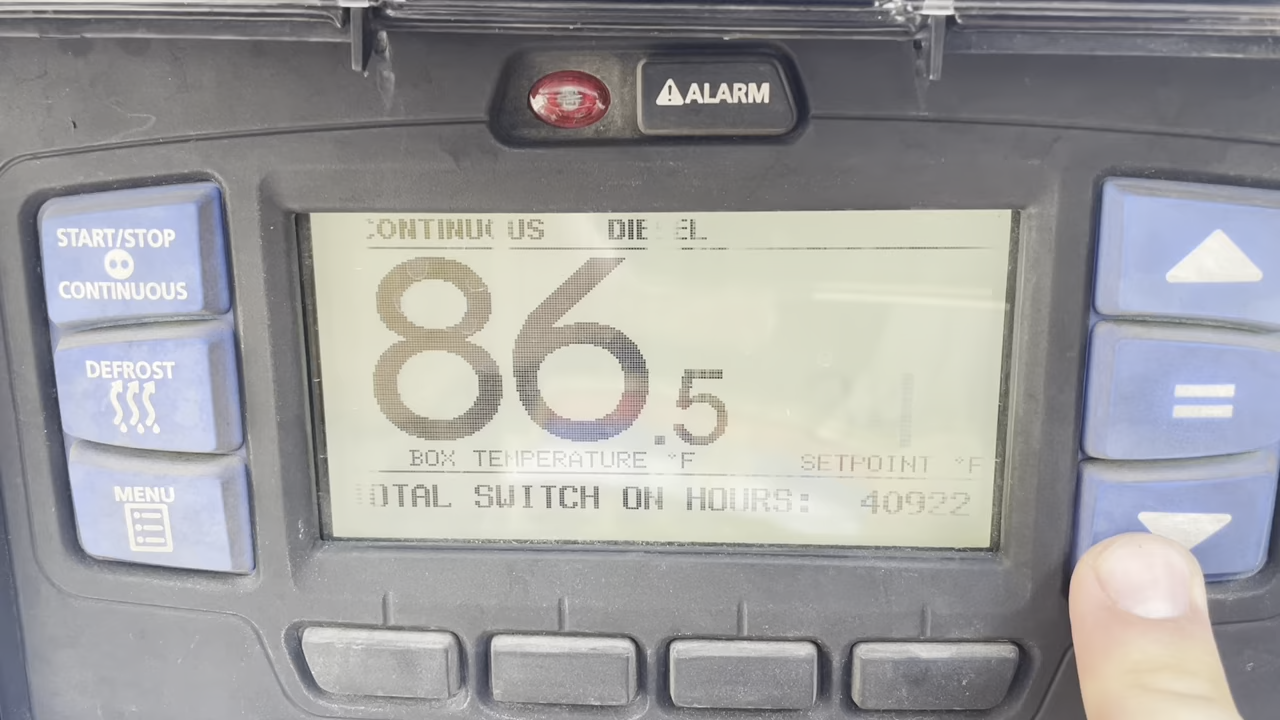 ALARM
START/STOP
CONTINUOUS
DEFROST
MENU
CONTINUOUS DIESEL
86.5
BOX TEMPERATURE °F SETPOINT °F
TOTAL SWITCH ON HOURS: 40922
=